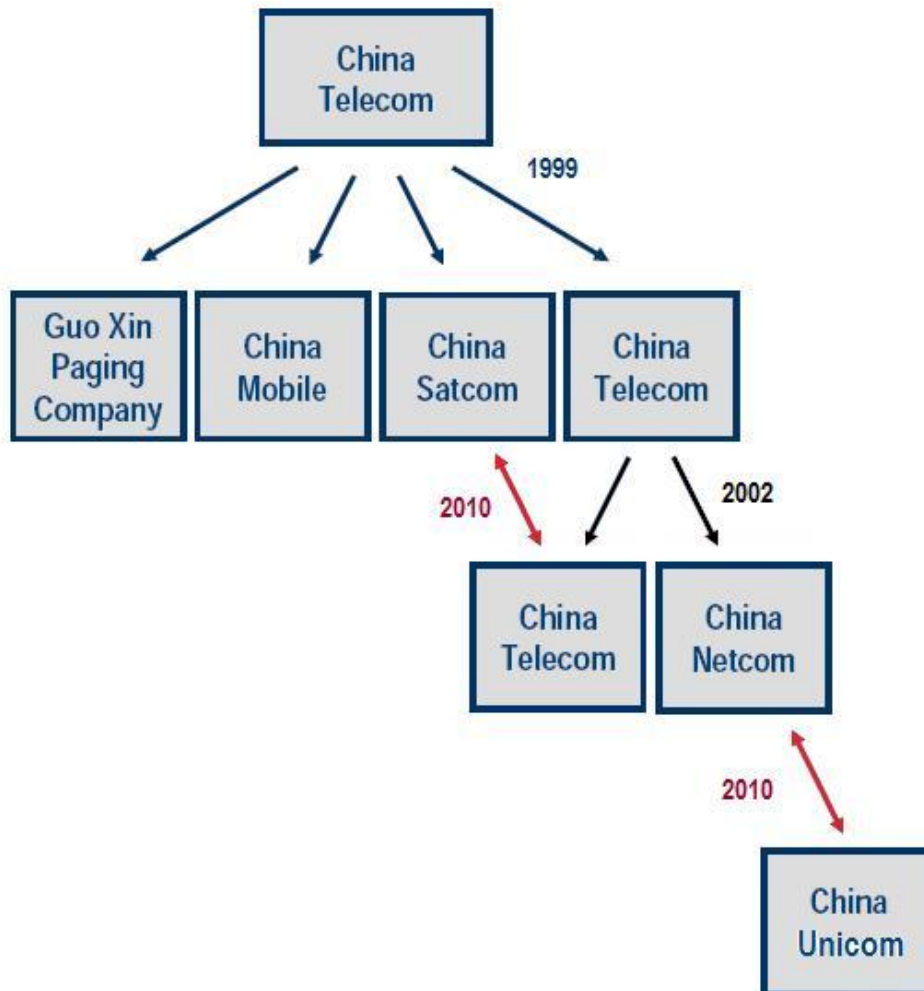 China
Telecom
1999
Guo Xin
Paging
Company
China
Mobile
China
Satcom
China
Telecom
2010
2002
China
Telecom
China
Netcom
2010
China
Unicom